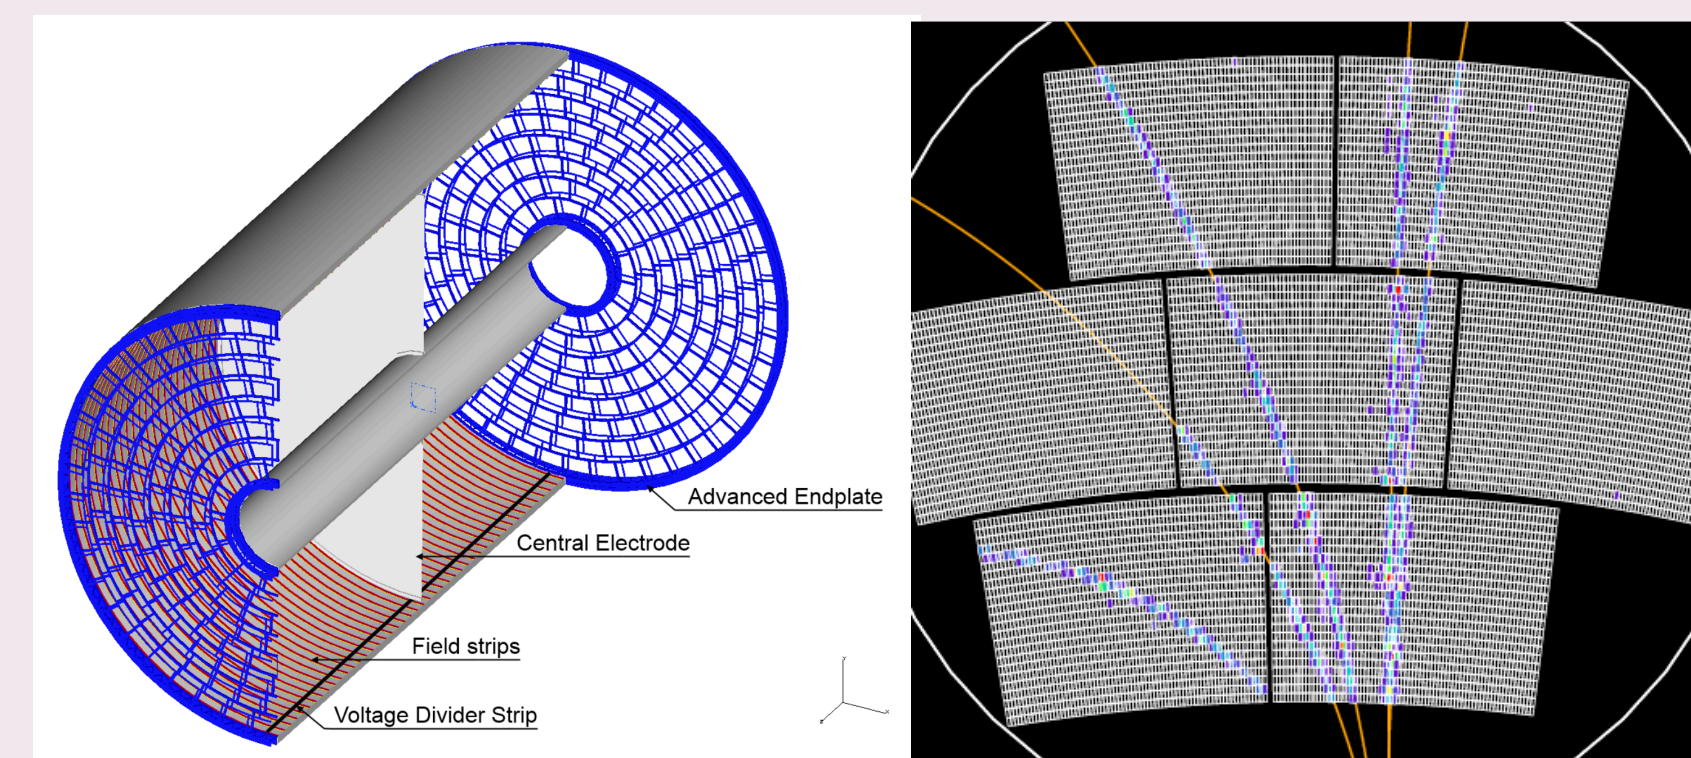 Advanced Endplate
Central Electrode
Field strips
Voltage Divider Strip